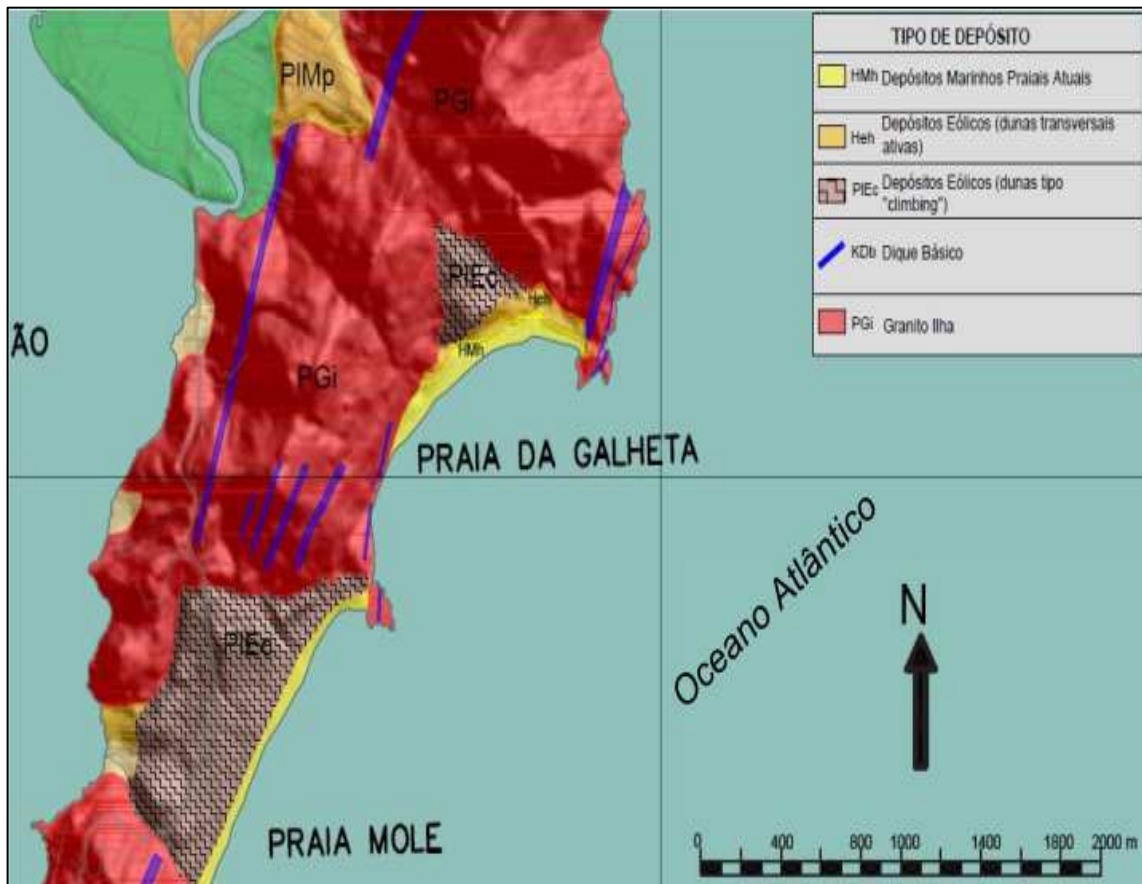 PlMp
PGi
PlEc
Heh
HMh
ÃO
PGi
PRAIA DA GALHETA
PlEc
PRAIA MOLE
Oceano Atlântico
N
0 400 1000 1400 1600 2000 m
TIPO DE DEPÓSITO
HMh Depósitos Marinhos Praiais Atuais
Heh Depósitos Eólicos (dunas transversais
ativas)
PlEc Depósitos Eólicos (dunas tipo
"climbing")
KDb Dique Básico
PGi Granito Ilha